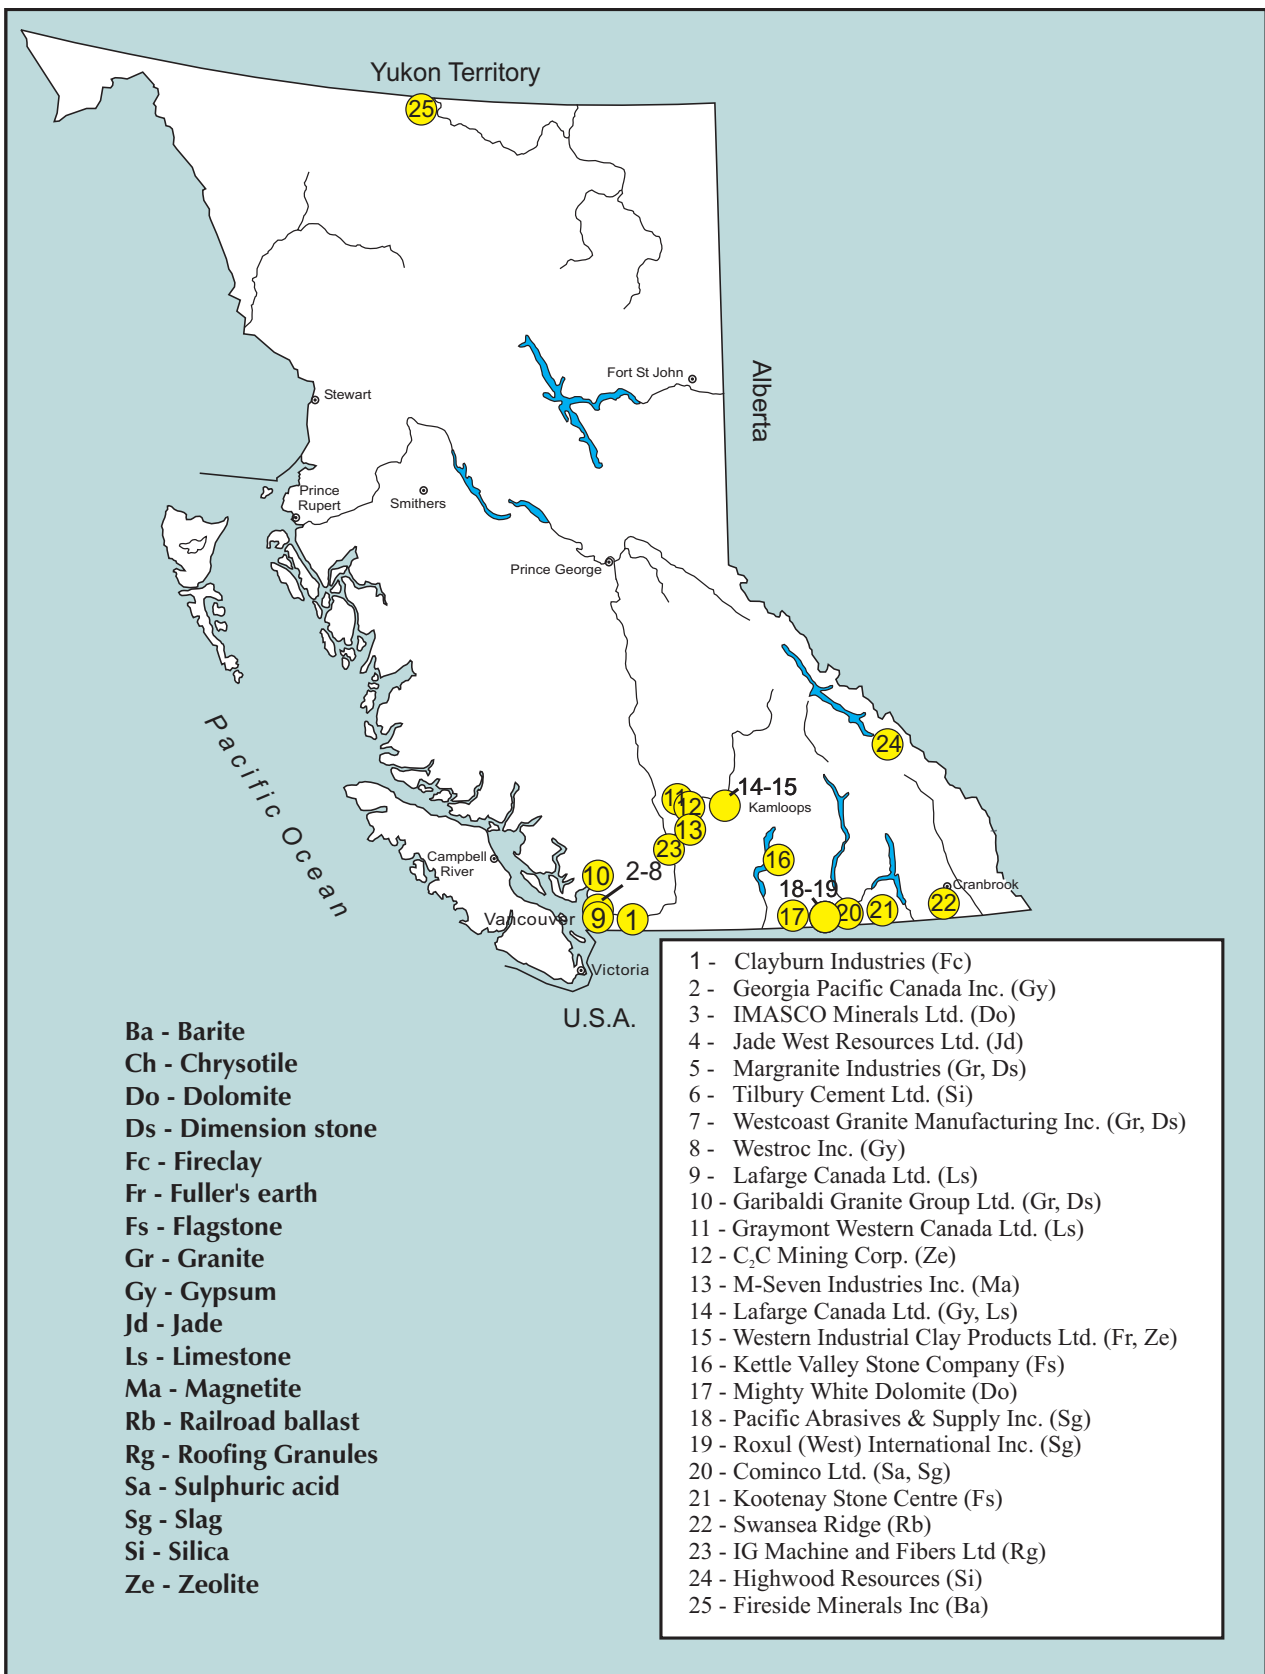 Yukon Territory
25
Alberta
Fort St John
Stewart
Prince
Rupert
Smithers
Prince George
Pacific Ocean
24
11
12
14-15
Kamloops
13
23
16
Campbell
River
10
2-8
18-19
Cranbrook
Vancouver
9
1
17
20
21
22
Victoria
U.S.A.
Ba - Barite
Ch - Chrysotile
Do - Dolomite
Ds - Dimension stone
Fc - Fireclay
Fr - Fuller's earth
Fs - Flagstone
Gr - Granite
Gy - Gypsum
Jd - Jade
Ls - Limestone
Ma - Magnetite
Rb - Railroad ballast
Rg - Roofing Granules
Sa - Sulphuric acid
Sg - Slag
Si - Silica
Ze - Zeolite
1 - Clayburn Industries (Fc)
2 - Georgia Pacific Canada Inc. (Gy)
3 - IMASCO Minerals Ltd. (Do)
4 - Jade West Resources Ltd. (Jd)
5 - Margranite Industries (Gr, Ds)
6 - Tilbury Cement Ltd. (Si)
7 - Westcoast Granite Manufacturing Inc. (Gr, Ds)
8 - Westroc Inc. (Gy)
9 - Lafarge Canada Ltd. (Ls)
10 - Garibaldi Granite Group Ltd. (Gr, Ds)
11 - Graymont Western Canada Ltd. (Ls)
12 - C₂C Mining Corp. (Ze)
13 - M-Seven Industries Inc. (Ma)
14 - Lafarge Canada Ltd. (Gy, Ls)
15 - Western Industrial Clay Products Ltd. (Fr, Ze)
16 - Kettle Valley Stone Company (Fs)
17 - Mighty White Dolomite (Do)
18 - Pacific Abrasives & Supply Inc. (Sg)
19 - Roxul (West) International Inc. (Sg)
20 - Cominco Ltd. (Sa, Sg)
21 - Kootenay Stone Centre (Fs)
22 - Swansea Ridge (Rb)
23 - IG Machine and Fibers Ltd (Rg)
24 - Highwood Resources (Si)
25 - Fireside Minerals Inc (Ba)